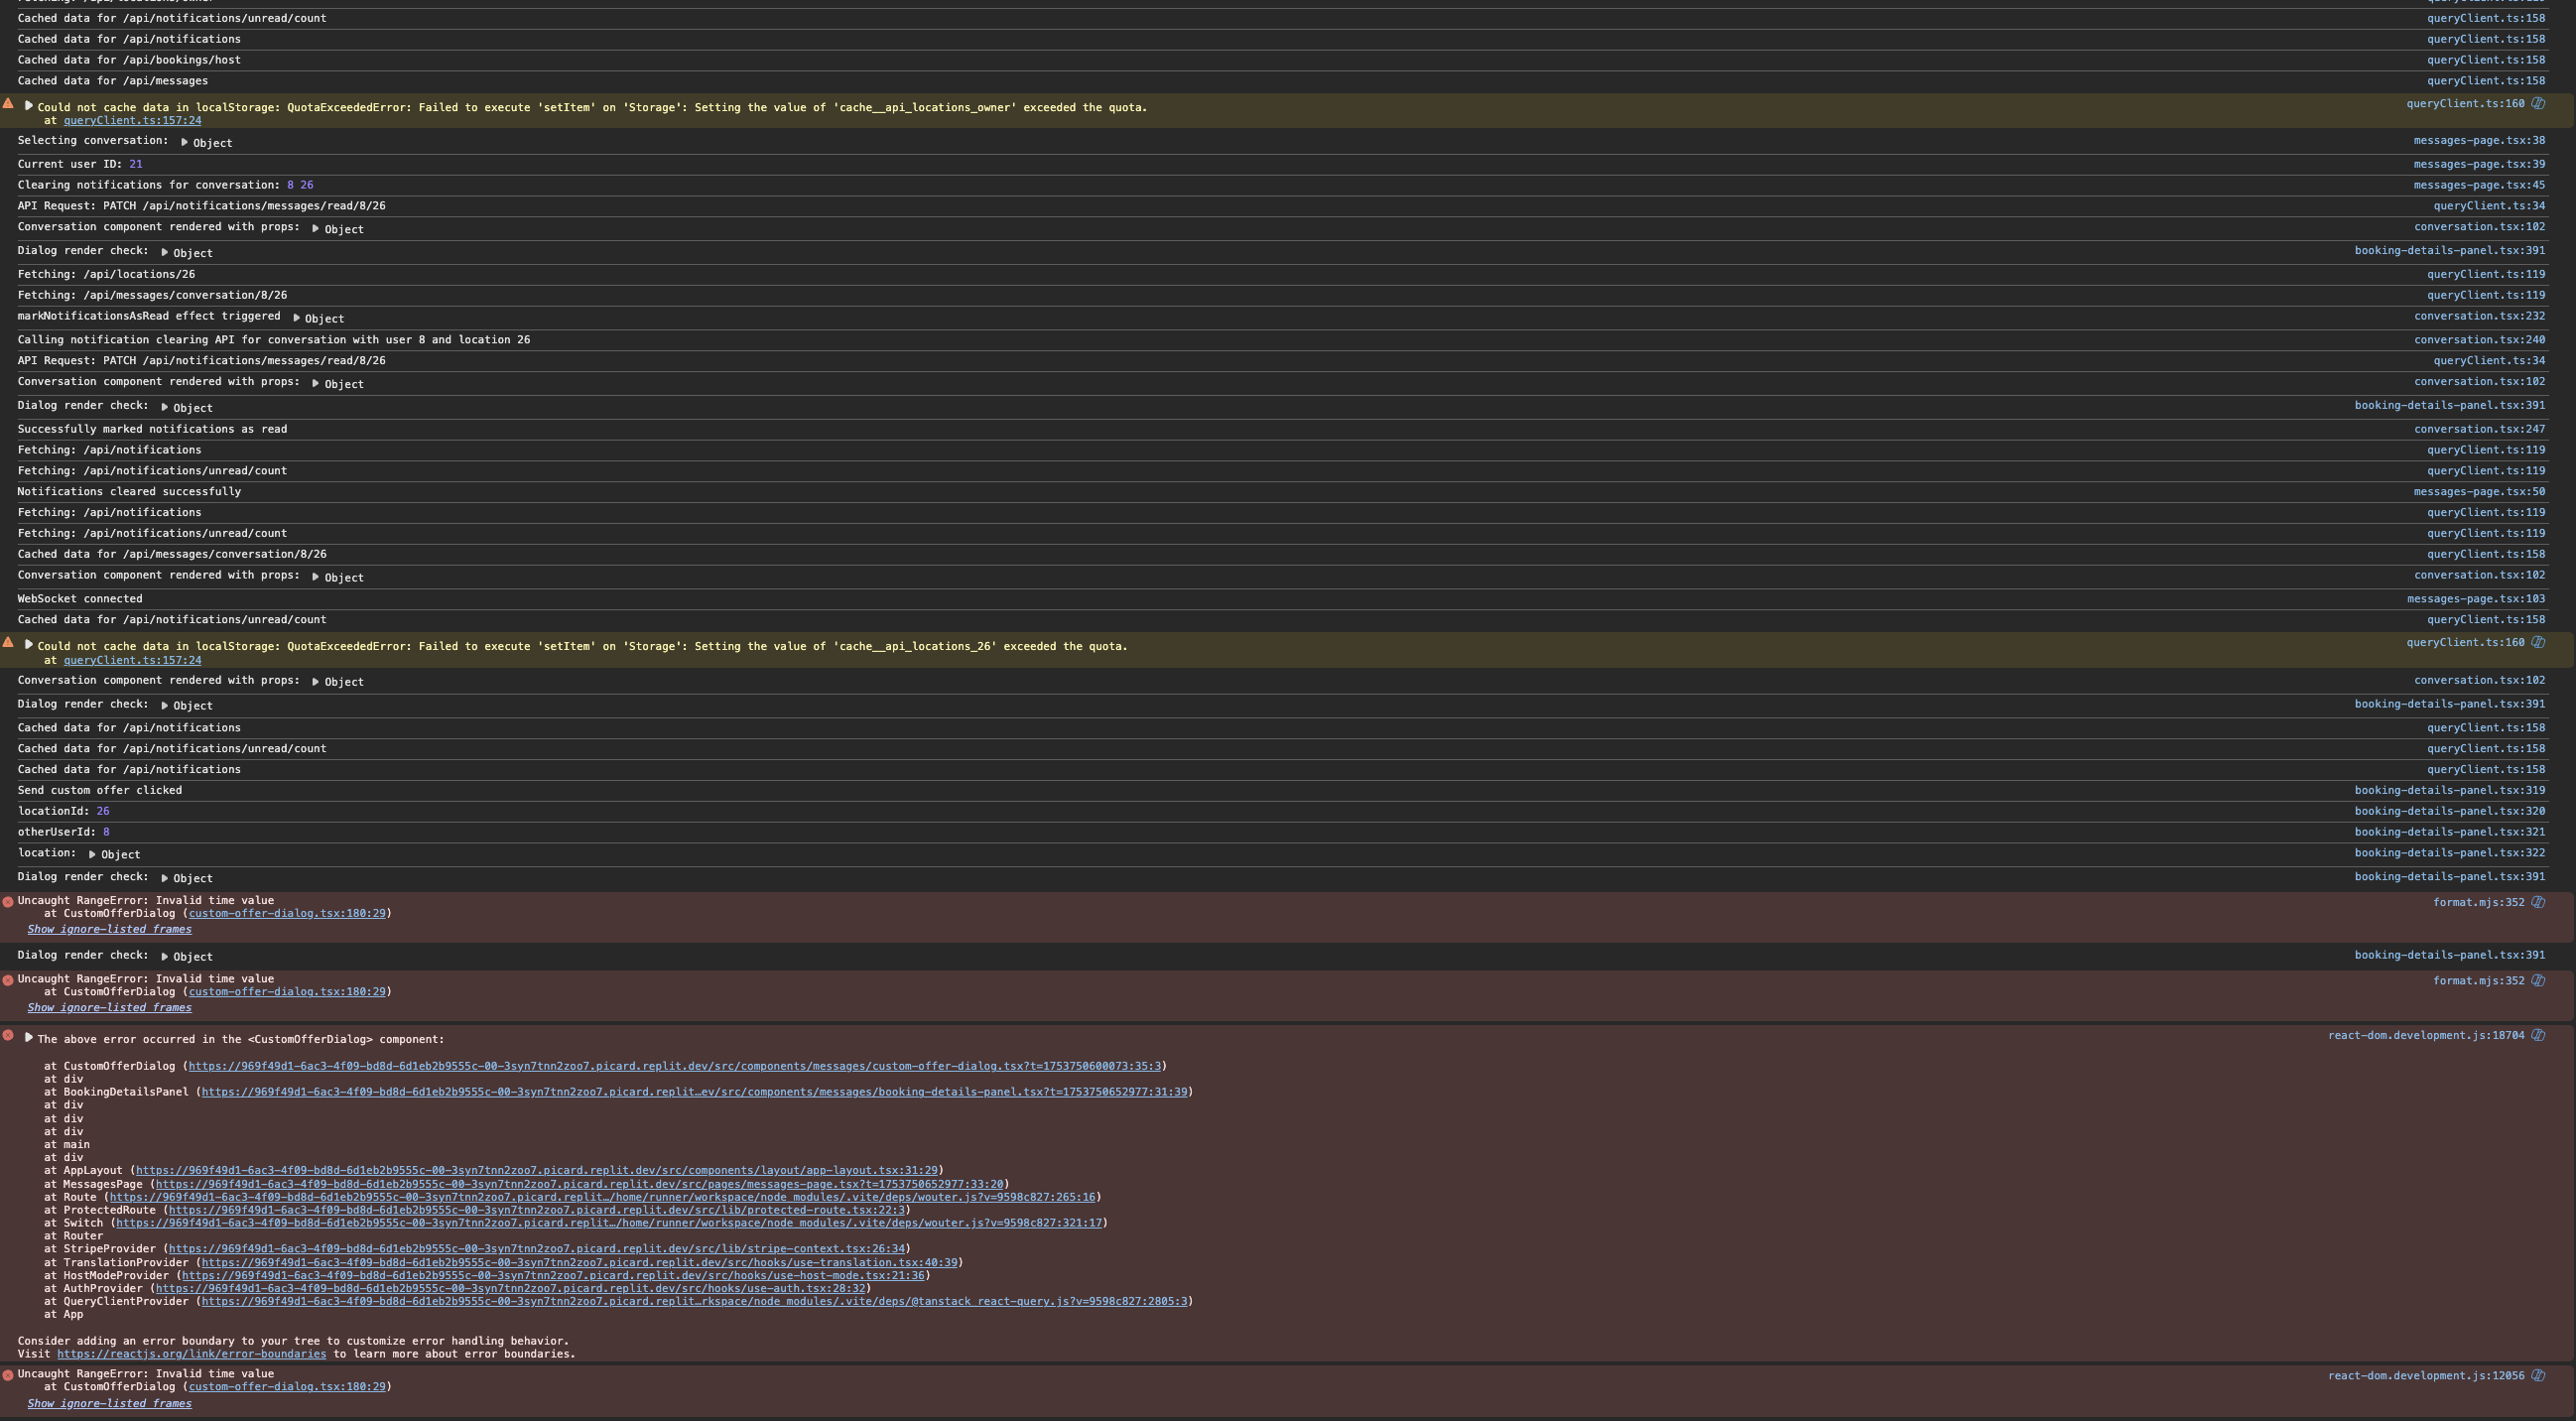 Cached data for /api/notifications/unread/count queryClient.ts:158
Cached data for /api/notifications queryClient.ts:158
Cached data for /api/bookings/host queryClient.ts:158
Cached data for /api/messages queryClient.ts:158
Could not cache data in localStorage: QuotaExceededError: Failed to execute 'setItem' on 'Storage': Setting the value of 'cache__api_locations_owner' exceeded the quota. queryClient.ts:160
at queryClient.ts:157:24
Selecting conversation: Object messages-page.tsx:38
Current user ID: 21 messages-page.tsx:39
Clearing notifications for conversation: 8 26 messages-page.tsx:45
API Request: PATCH /api/notifications/messages/read/8/26 queryClient.ts:34
Conversation component rendered with props: Object conversation.tsx:102
Dialog render check: Object booking-details-panel.tsx:391
Fetching: /api/locations/26 queryClient.ts:119
Fetching: /api/messages/conversation/8/26 queryClient.ts:119
markNotificationsAsRead effect triggered Object conversation.tsx:232
Calling notification clearing API for conversation with user 8 and location 26 conversation.tsx:240
API Request: PATCH /api/notifications/messages/read/8/26 queryClient.ts:34
Conversation component rendered with props: Object conversation.tsx:102
Dialog render check: Object booking-details-panel.tsx:391
Successfully marked notifications as read conversation.tsx:247
Fetching: /api/notifications queryClient.ts:119
Fetching: /api/notifications/unread/count queryClient.ts:119
Notifications cleared successfully messages-page.tsx:50
Fetching: /api/notifications queryClient.ts:119
Fetching: /api/notifications/unread/count queryClient.ts:119
Cached data for /api/messages/conversation/8/26 queryClient.ts:158
Conversation component rendered with props: Object conversation.tsx:102
WebSocket connected messages-page.tsx:103
Cached data for /api/notifications/unread/count queryClient.ts:158
Could not cache data in localStorage: QuotaExceededError: Failed to execute 'setItem' on 'Storage': Setting the value of 'cache__api_locations_26' exceeded the quota. queryClient.ts:160
at queryClient.ts:157:24
Conversation component rendered with props: Object conversation.tsx:102
Dialog render check: Object booking-details-panel.tsx:391
Cached data for /api/notifications queryClient.ts:158
Cached data for /api/notifications/unread/count queryClient.ts:158
Cached data for /api/notifications queryClient.ts:158
Send custom offer clicked booking-details-panel.tsx:319
locationId: 26 booking-details-panel.tsx:320
otherUserId: 8 booking-details-panel.tsx:321
location: Object booking-details-panel.tsx:322
Dialog render check: Object booking-details-panel.tsx:391
Uncaught RangeError: Invalid time value format.mjs:352
at CustomOfferDialog (custom-offer-dialog.tsx:180:29)
Show ignore-listed frames
Dialog render check: Object booking-details-panel.tsx:391
Uncaught RangeError: Invalid time value format.mjs:352
at CustomOfferDialog (custom-offer-dialog.tsx:180:29)
Show ignore-listed frames
The above error occurred in the <CustomOfferDialog> component: react-dom.development.js:18704
at CustomOfferDialog (https://969f49d1-6ac3-4f09-bd8d-6d1eb2b9555c-00-3syn7tnn2zoo7.picard.replit.dev/src/components/messages/custom-offer-dialog.tsx?t=1753750600073:35:3)
at div
at BookingDetailsPanel (https://969f49d1-6ac3-4f09-bd8d-6d1eb2b9555c-00-3syn7tnn2zoo7.picard.replit…ev/src/components/messages/booking-details-panel.tsx?t=1753750652977:31:39)
at div
at div
at div
at main
at div
at AppLayout (https://969f49d1-6ac3-4f09-bd8d-6d1eb2b9555c-00-3syn7tnn2zoo7.picard.replit.dev/src/components/layout/app-layout.tsx:31:29)
at MessagesPage (https://969f49d1-6ac3-4f09-bd8d-6d1eb2b9555c-00-3syn7tnn2zoo7.picard.replit.dev/src/pages/messages-page.tsx?t=1753750652977:33:20)
at Route (https://969f49d1-6ac3-4f09-bd8d-6d1eb2b9555c-00-3syn7tnn2zoo7.picard.replit…/home/runner/workspace/node_modules/.vite/deps/wouter.js?v=9598c827:265:16)
at ProtectedRoute (https://969f49d1-6ac3-4f09-bd8d-6d1eb2b9555c-00-3syn7tnn2zoo7.picard.replit.dev/src/lib/protected-route.tsx:22:3)
at Switch (https://969f49d1-6ac3-4f09-bd8d-6d1eb2b9555c-00-3syn7tnn2zoo7.picard.replit…/home/runner/workspace/node_modules/.vite/deps/wouter.js?v=9598c827:321:17)
at Router
at StripeProvider (https://969f49d1-6ac3-4f09-bd8d-6d1eb2b9555c-00-3syn7tnn2zoo7.picard.replit.dev/src/lib/stripe-context.tsx:26:34)
at TranslationProvider (https://969f49d1-6ac3-4f09-bd8d-6d1eb2b9555c-00-3syn7tnn2zoo7.picard.replit.dev/src/hooks/use-translation.tsx:40:39)
at HostModeProvider (https://969f49d1-6ac3-4f09-bd8d-6d1eb2b9555c-00-3syn7tnn2zoo7.picard.replit.dev/src/hooks/use-host-mode.tsx:21:36)
at AuthProvider (https://969f49d1-6ac3-4f09-bd8d-6d1eb2b9555c-00-3syn7tnn2zoo7.picard.replit.dev/src/hooks/use-auth.tsx:28:32)
at QueryClientProvider (https://969f49d1-6ac3-4f09-bd8d-6d1eb2b9555c-00-3syn7tnn2zoo7.picard.replit…rkspace/node_modules/.vite/deps/@tanstack_react-query.js?v=9598c827:2805:3)
at App
Consider adding an error boundary to your tree to customize error handling behavior.
Visit https://reactjs.org/link/error-boundaries to learn more about error boundaries.
Uncaught RangeError: Invalid time value react-dom.development.js:12056
at CustomOfferDialog (custom-offer-dialog.tsx:180:29)
Show ignore-listed frames